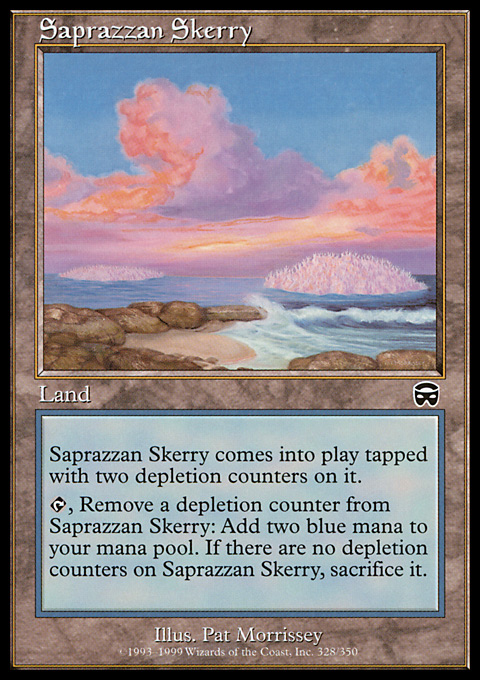 Saprazzan Skerry
Land
Saprazzan Skerry comes into play tapped
with two depletion counters on it.
, Remove a depletion counter from
Saprazzan Skerry: Add two blue mana to
your mana pool. If there are no depletion
counters on Saprazzan Skerry, sacrifice it.
Illus. Pat Morrissey
©1993-1999 Wizards of the Coast, Inc. 328/350